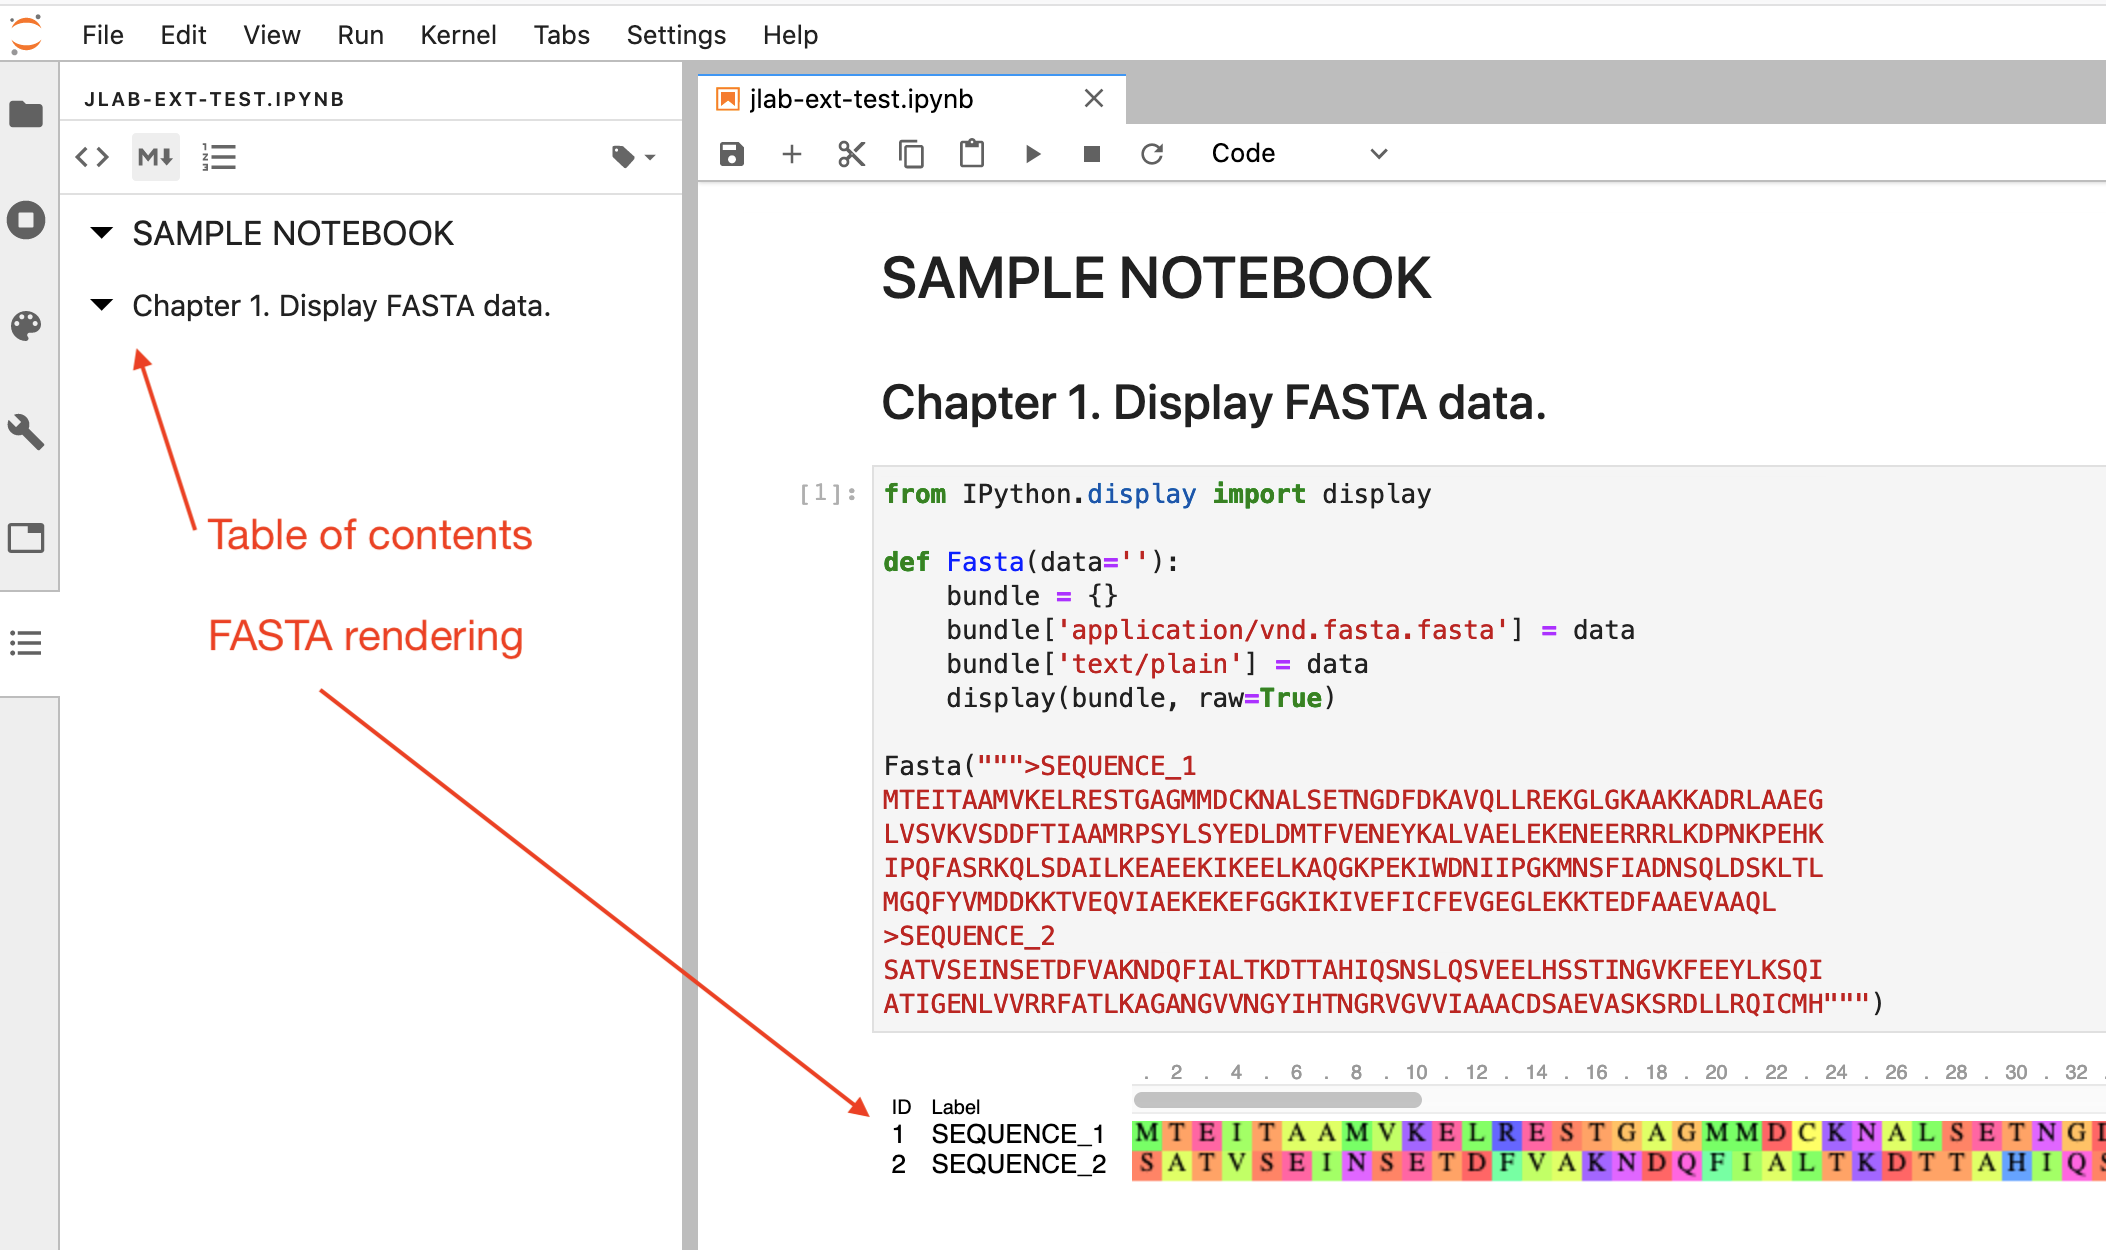 File Edit View Run Kernel Tabs Settings Help
JLAB-EXT-TEST.IPYNB
M
1
2
3
SAMPLE NOTEBOOK
Chapter 1. Display FASTA data.
Table of contents
FASTA rendering
jlab-ext-test.ipynb
Code
SAMPLE NOTEBOOK
Chapter 1. Display FASTA data.
[1]:
from IPython.display import display
def Fasta(data=''):
    bundle = {}
    bundle['application/vnd.fasta.fasta'] = data
    bundle['text/plain'] = data
    display(bundle, raw=True)
Fasta(""">SEQUENCE_1
MTEITAAMVKELRESTGAGMMDCKNALSETNGDFDKAVQLLREKGLGKAAKKADRLAAEG
LVSVKVSDDFTIAAMRPSYLSYEDLDMTFVENEYKALVAELEKENEERRRLKDPNKPEHK
IPQFASRKQLSDAILKEAEEKIKEELKAQGKPEKIWDNIIPGKMNSFIADNSQLDSKLTL
MGQFYVMDDKKTVEQVIAEKEKEFGGKIKIVEFICFEVGEGLEKKTEDFAAEVAAQL
>SEQUENCE_2
SATVSEINSETDFVAKNDQFIALTKDTTAHIQSNSLQSVEELHSSTINGVKFEEYLKSQI
ATIGENLVVRRFATLKAGANGVVNGYIHTNGRVGVVIAAACDSAEVASKSRDLLRQICMH""")
. 2 . 4 . 6 . 8 . 10 . 12 . 14 . 16 . 18 . 20 . 22 . 24 . 26 . 28 . 30 . 32 .
ID Label
1 SEQUENCE_1 M T E I T A A M V K E L R E S T G A G M M D C K N A L S E T N G D
2 SEQUENCE_2 S A T V S E I N S E T D F V A K N D Q F I A L T K D T T A H I Q S